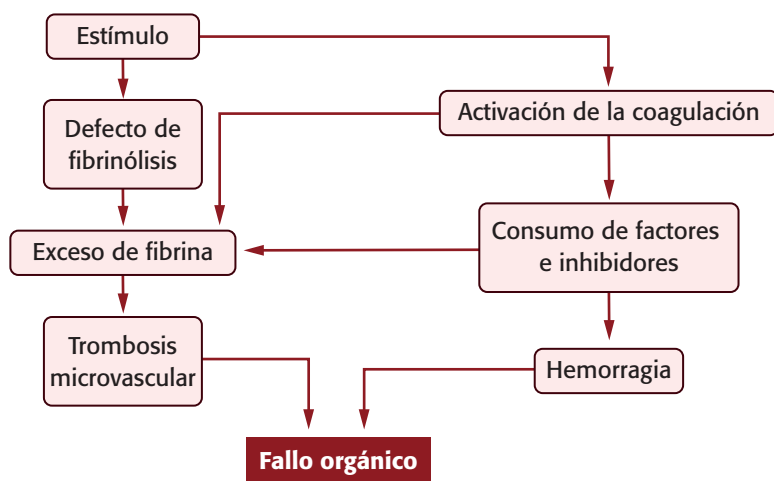 Estímulo
Defecto de
fibrinólisis
Activación de la coagulación
Exceso de fibrina
Consumo de factores
e inhibidores
Trombosis
microvascular
Hemorragia
Fallo orgánico